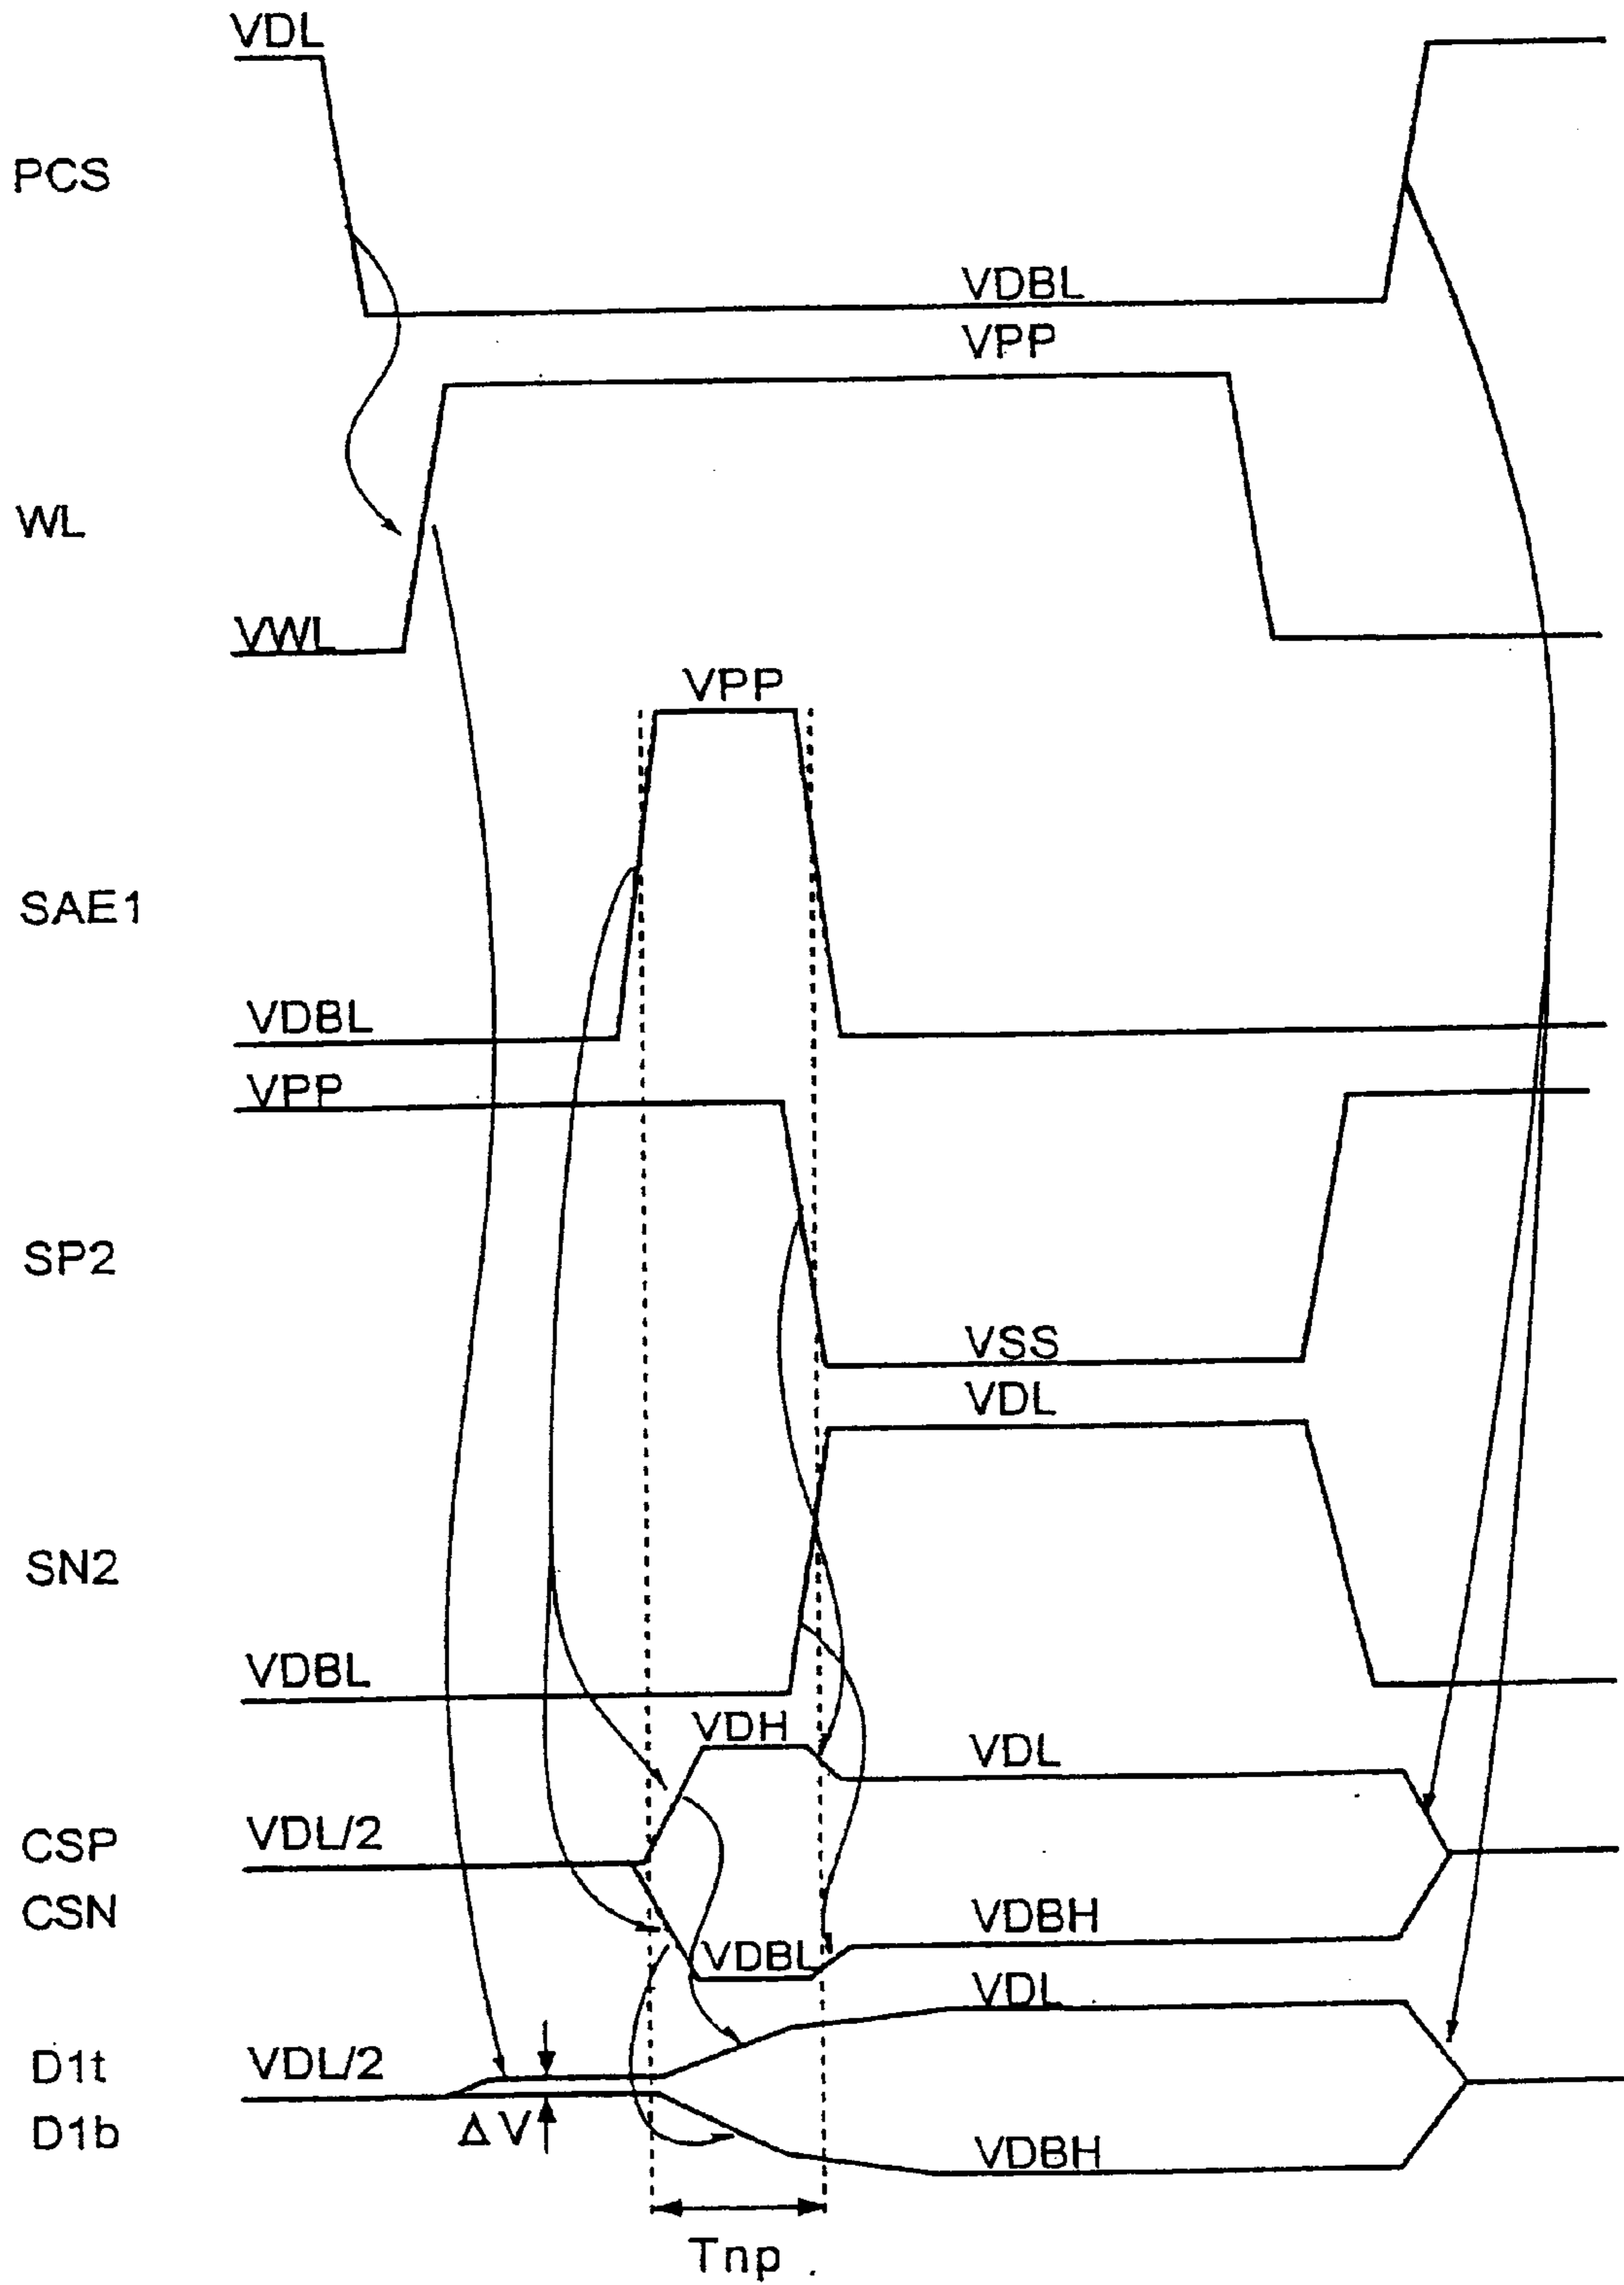 VDL
PCS
VDBL
VPP
WL
VWL
VPP
SAE1
VDBL
VPP
SP2
VSS
VDL
SN2
VDBL
VDH
VDL
CSP
VDL/2
CSN
VDBH
VDBL
VDL
D1t
VDL/2
D1b
ΔV
VDBH
Tnp